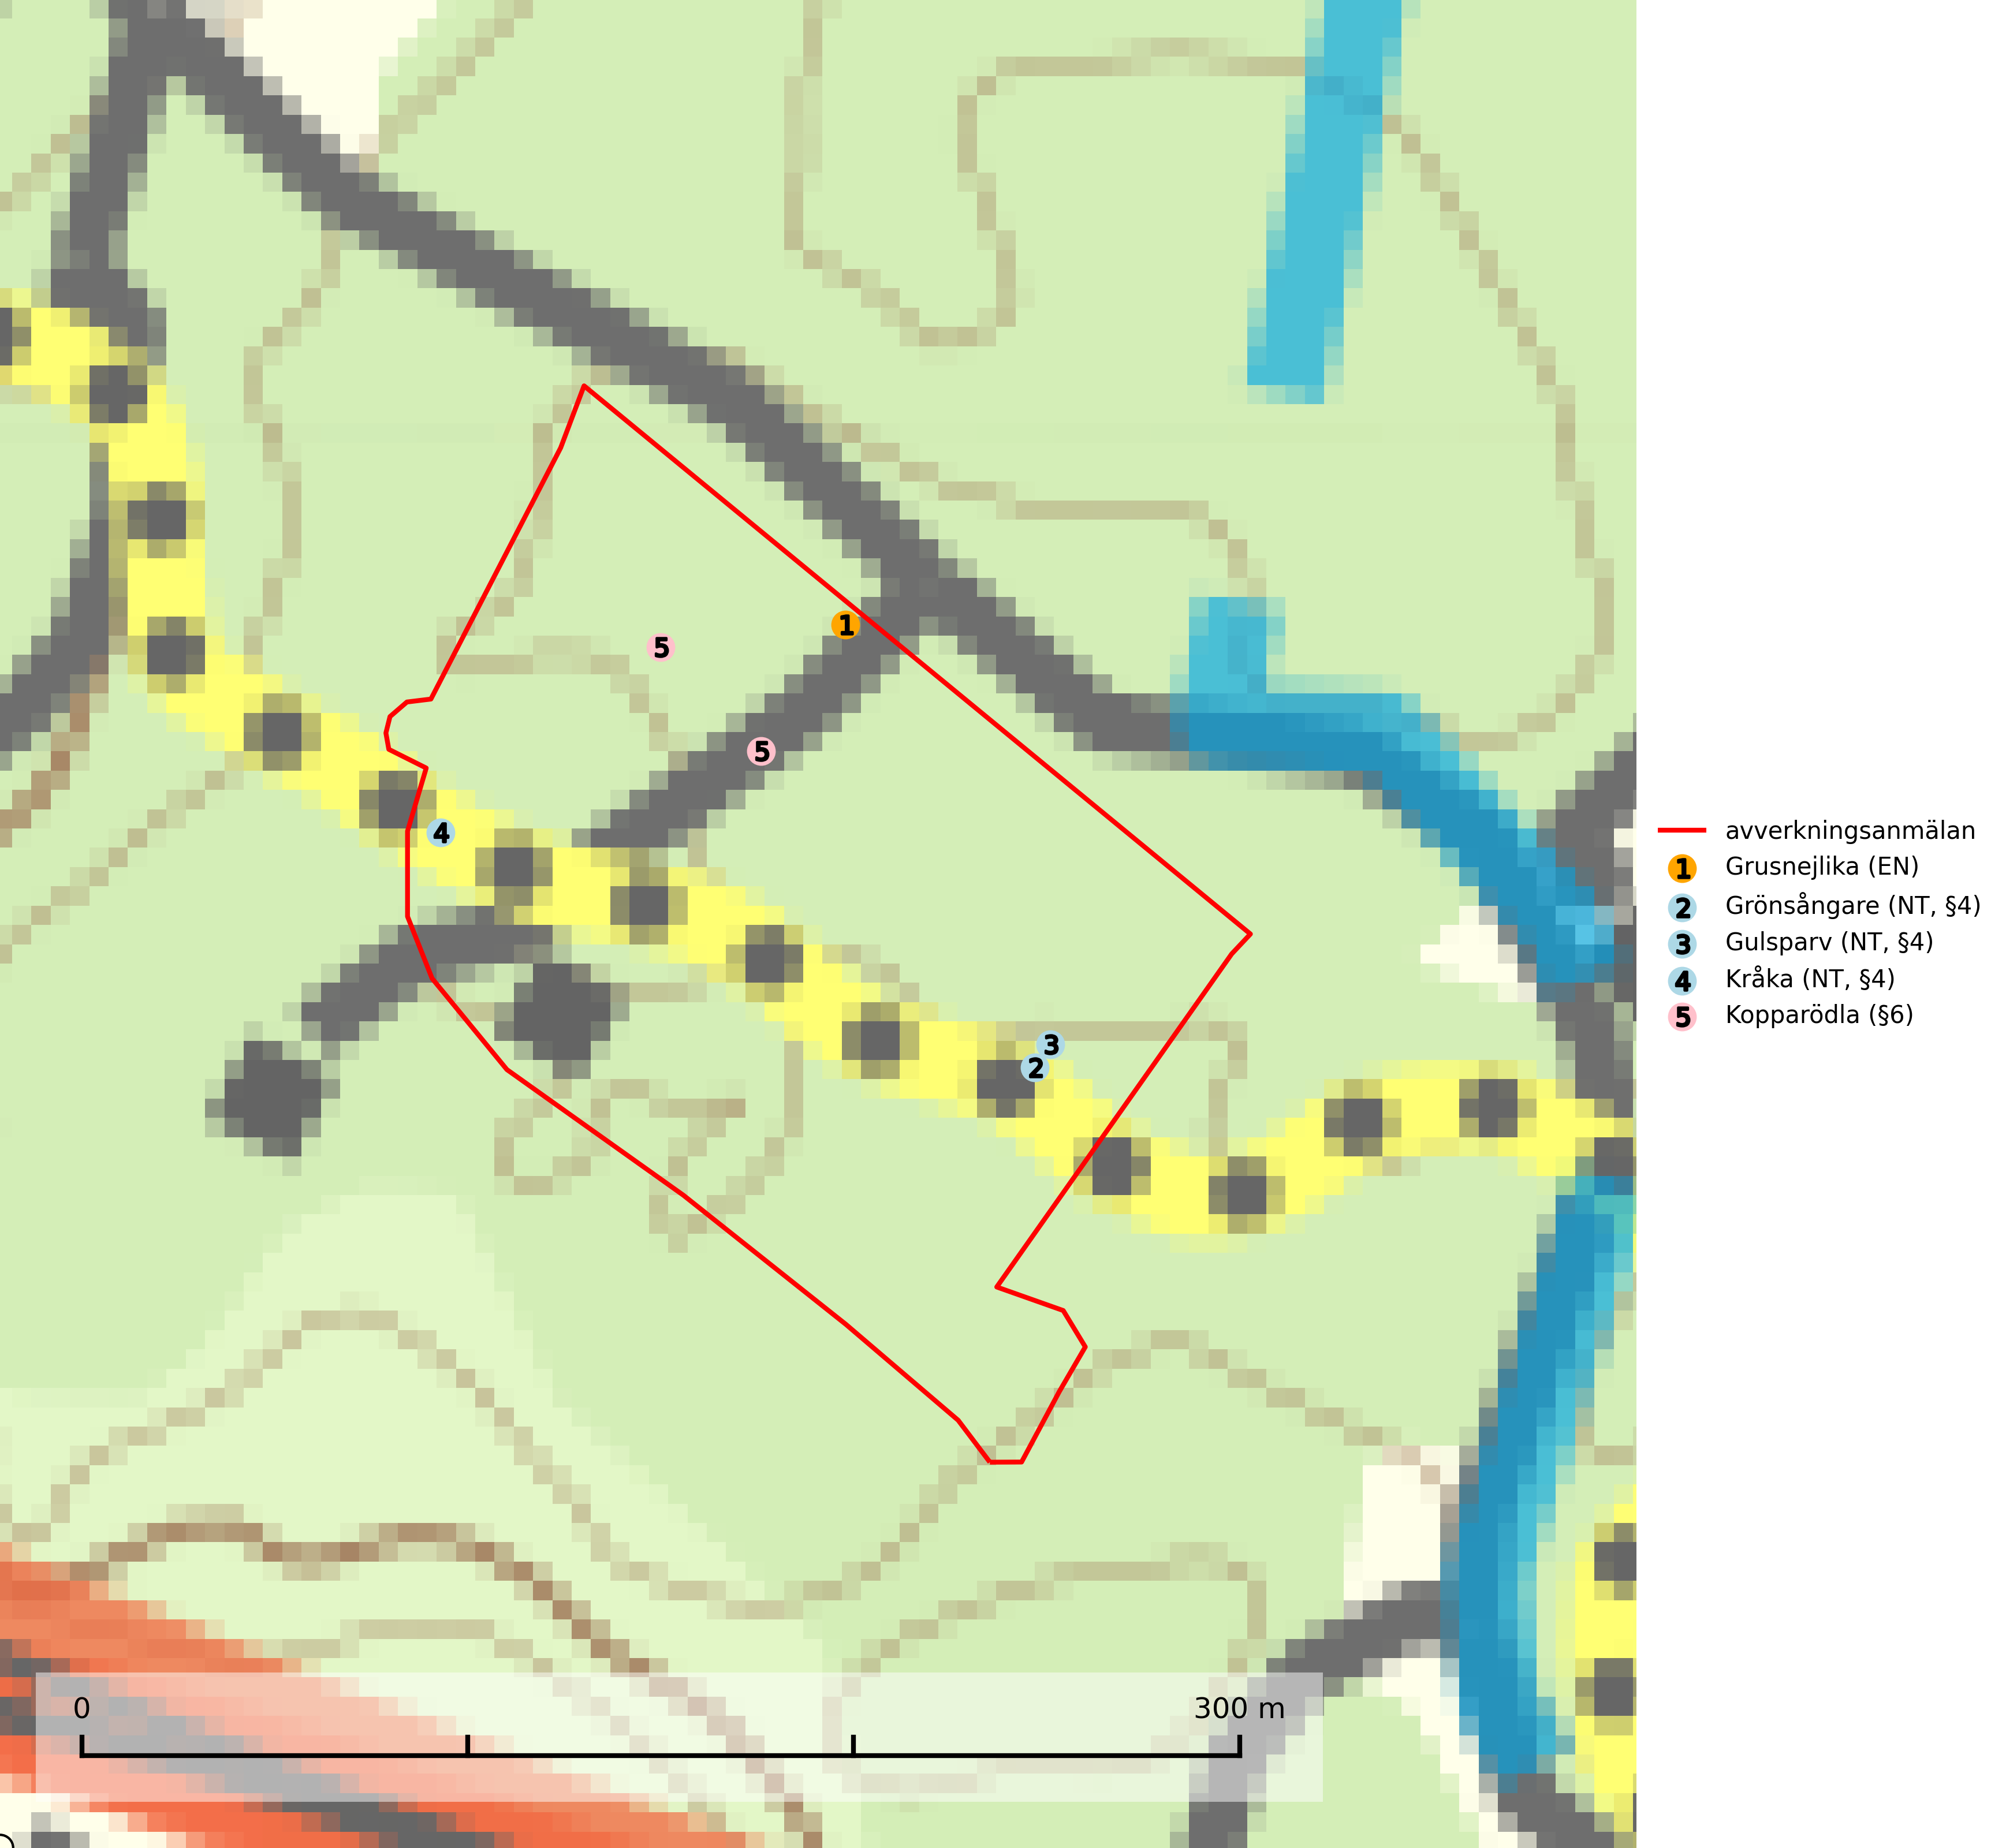 1
5
5
4
3
2
avverkningsanmälan
1 Grusnejlika (EN)
2 Grönsångare (NT, §4)
3 Gulsparv (NT, §4)
4 Kråka (NT, §4)
5 Kopparödla (§6)
0 300 m